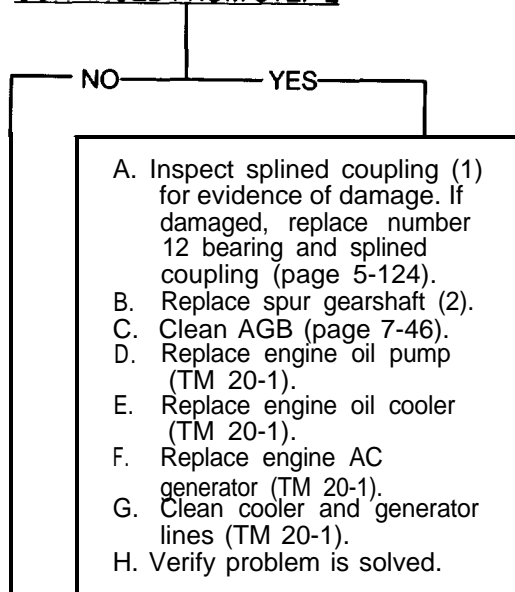 NO YES
A. Inspect splined coupling (1)
for evidence of damage. If
damaged, replace number
12 bearing and splined
coupling (page 5-124).
B. Replace spur gearshaft (2).
C. Clean AGB (page 7-46).
D. Replace engine oil pump
(TM 20-1).
E. Replace engine oil cooler
(TM 20-1).
F. Replace engine AC
generator (TM 20-1).
G. Clean cooler and generator
lines (TM 20-1).
H. Verify problem is solved.